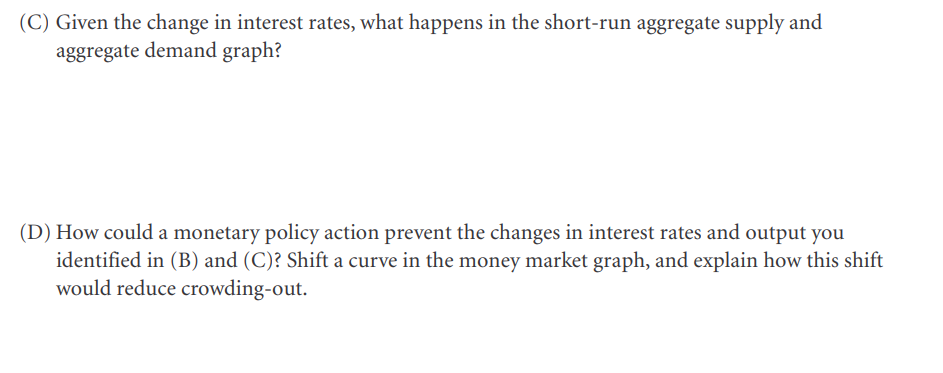 (C) Given the change in interest rates, what happens in the short-run aggregate supply and
aggregate demand graph?
(D) How could a monetary policy action prevent the changes in interest rates and output you
identified in (B) and (C)? Shift a curve in the money market graph, and explain how this shift
would reduce crowding-out.